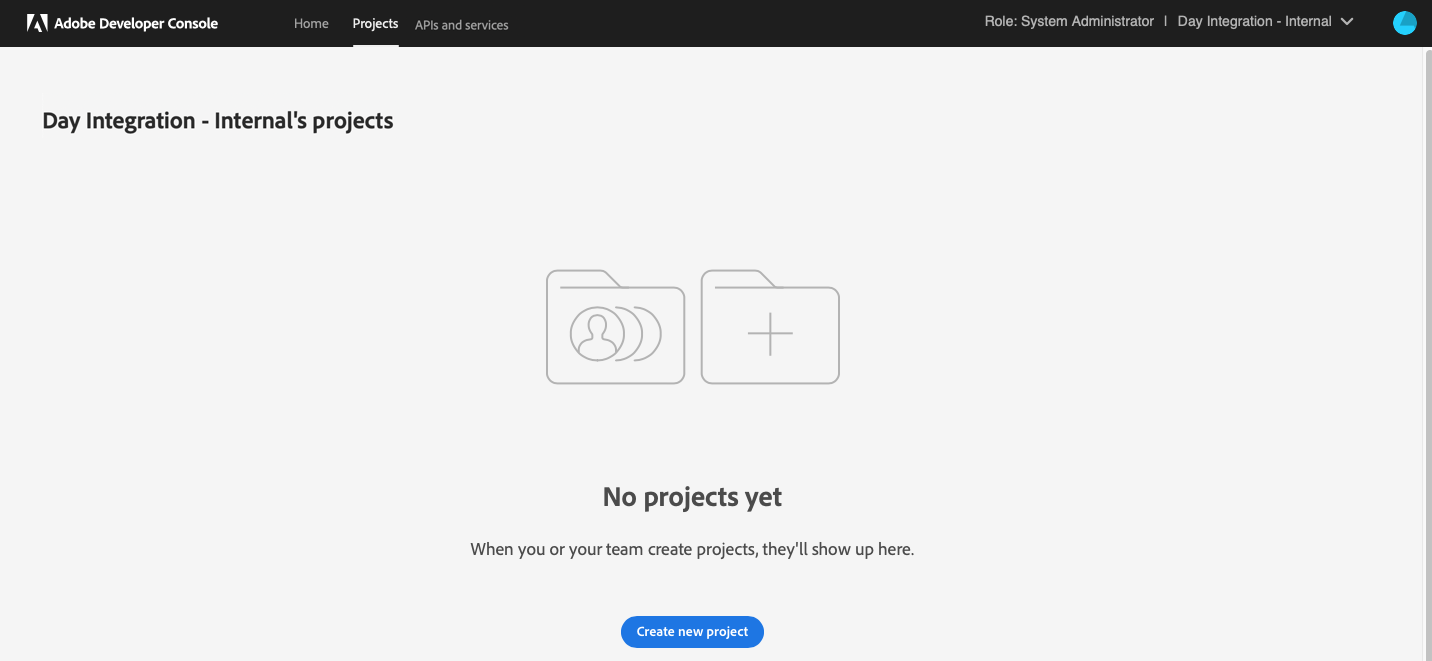 Adobe Developer Console Home Projects APIs and services Role: System Administrator | Day Integration - Internal
Day Integration - Internal's projects
No projects yet
When you or your team create projects, they'll show up here.
Create new project